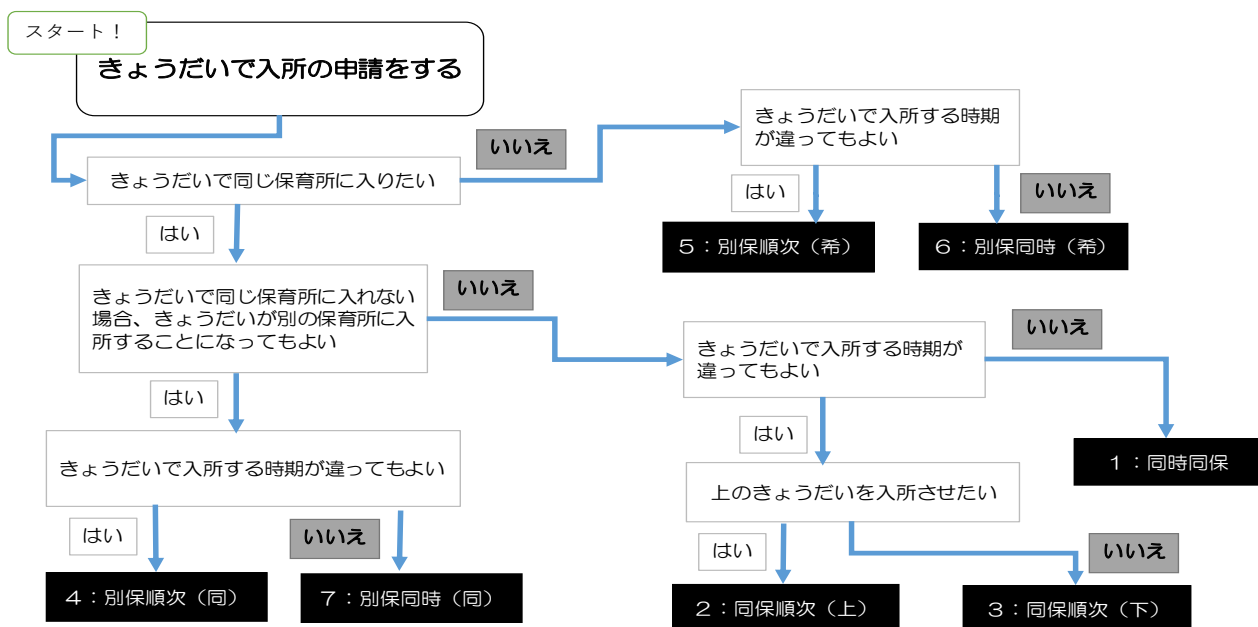 スタート！
きょうだいで入所の申請をする
きょうだいで同じ保育所に入りたい
いいえ
きょうだいで入所する時期
が違ってもよい
はい
５：別保順次（希）
いいえ
６：別保同時（希）
はい
きょうだいで同じ保育所に入れない
場合、きょうだいが別の保育所に入
所することになってもよい
いいえ
きょうだいで入所する時期が
違ってもよい
いいえ
１：同時同保
はい
上のきょうだいを入所させたい
はい
２：同保順次（上）
いいえ
３：同保順次（下）
はい
きょうだいで入所する時期が違ってもよい
はい
４：別保順次（同）
いいえ
７：別保同時（同）